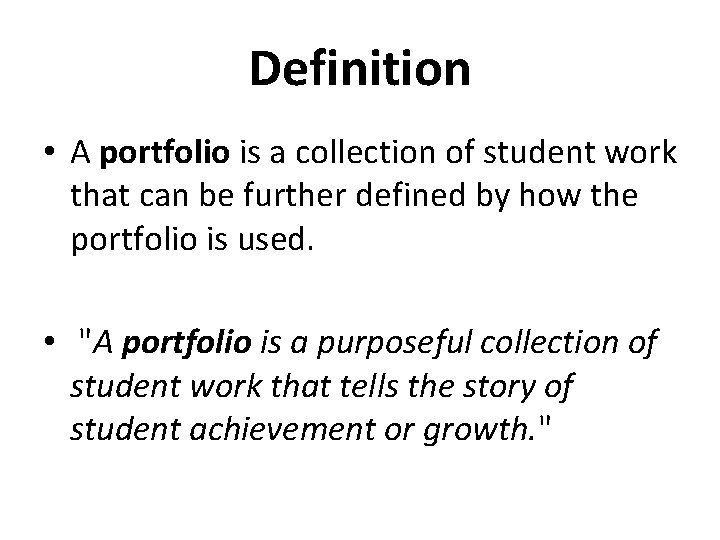 Definition
• A portfolio is a collection of student work
that can be further defined by how the
portfolio is used.
• "A portfolio is a purposeful collection of
student work that tells the story of
student achievement or growth. "